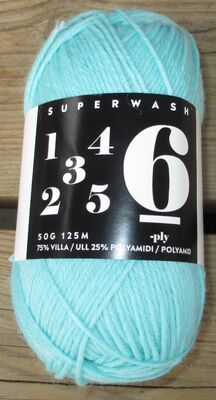 SUPERWASH
1 4
3
2 5
6
-ply
50G 125M
75% VILLA / ULL 25% POLYAMIDI / POLYAMID